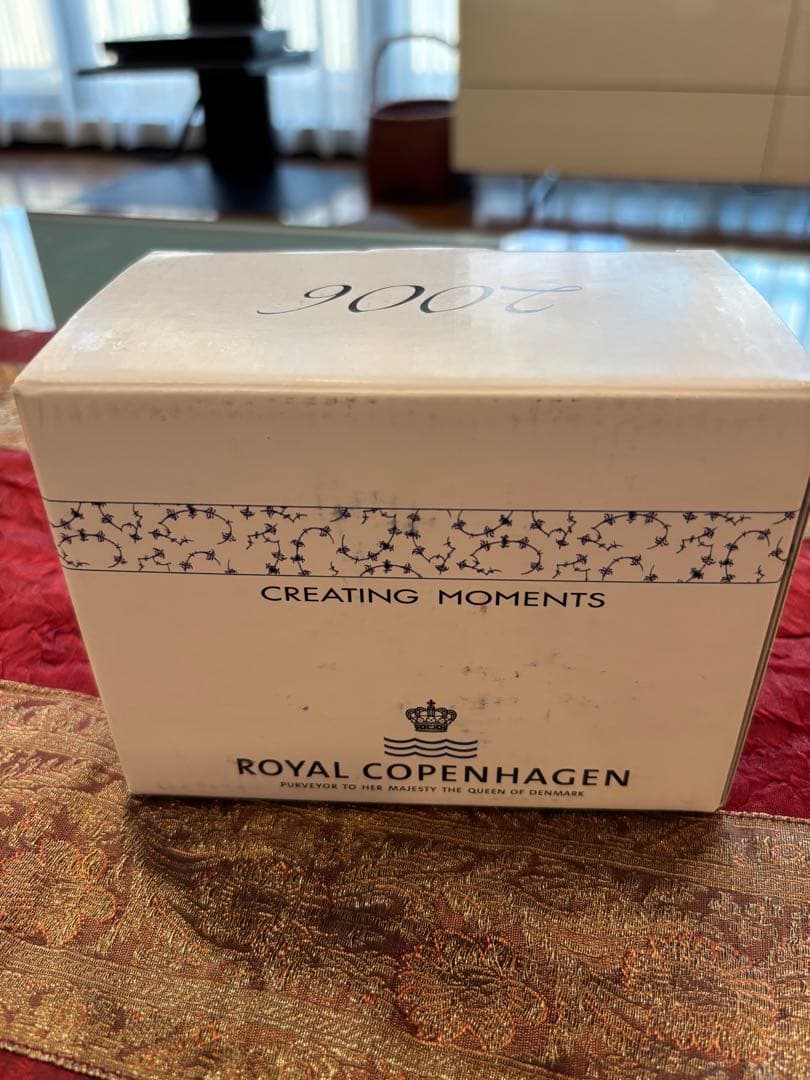 2006
CREATING MOMENTS
ROYAL COPENHAGEN
PURVEYOR TO HER MAJESTY THE QUEEN OF DENMARK